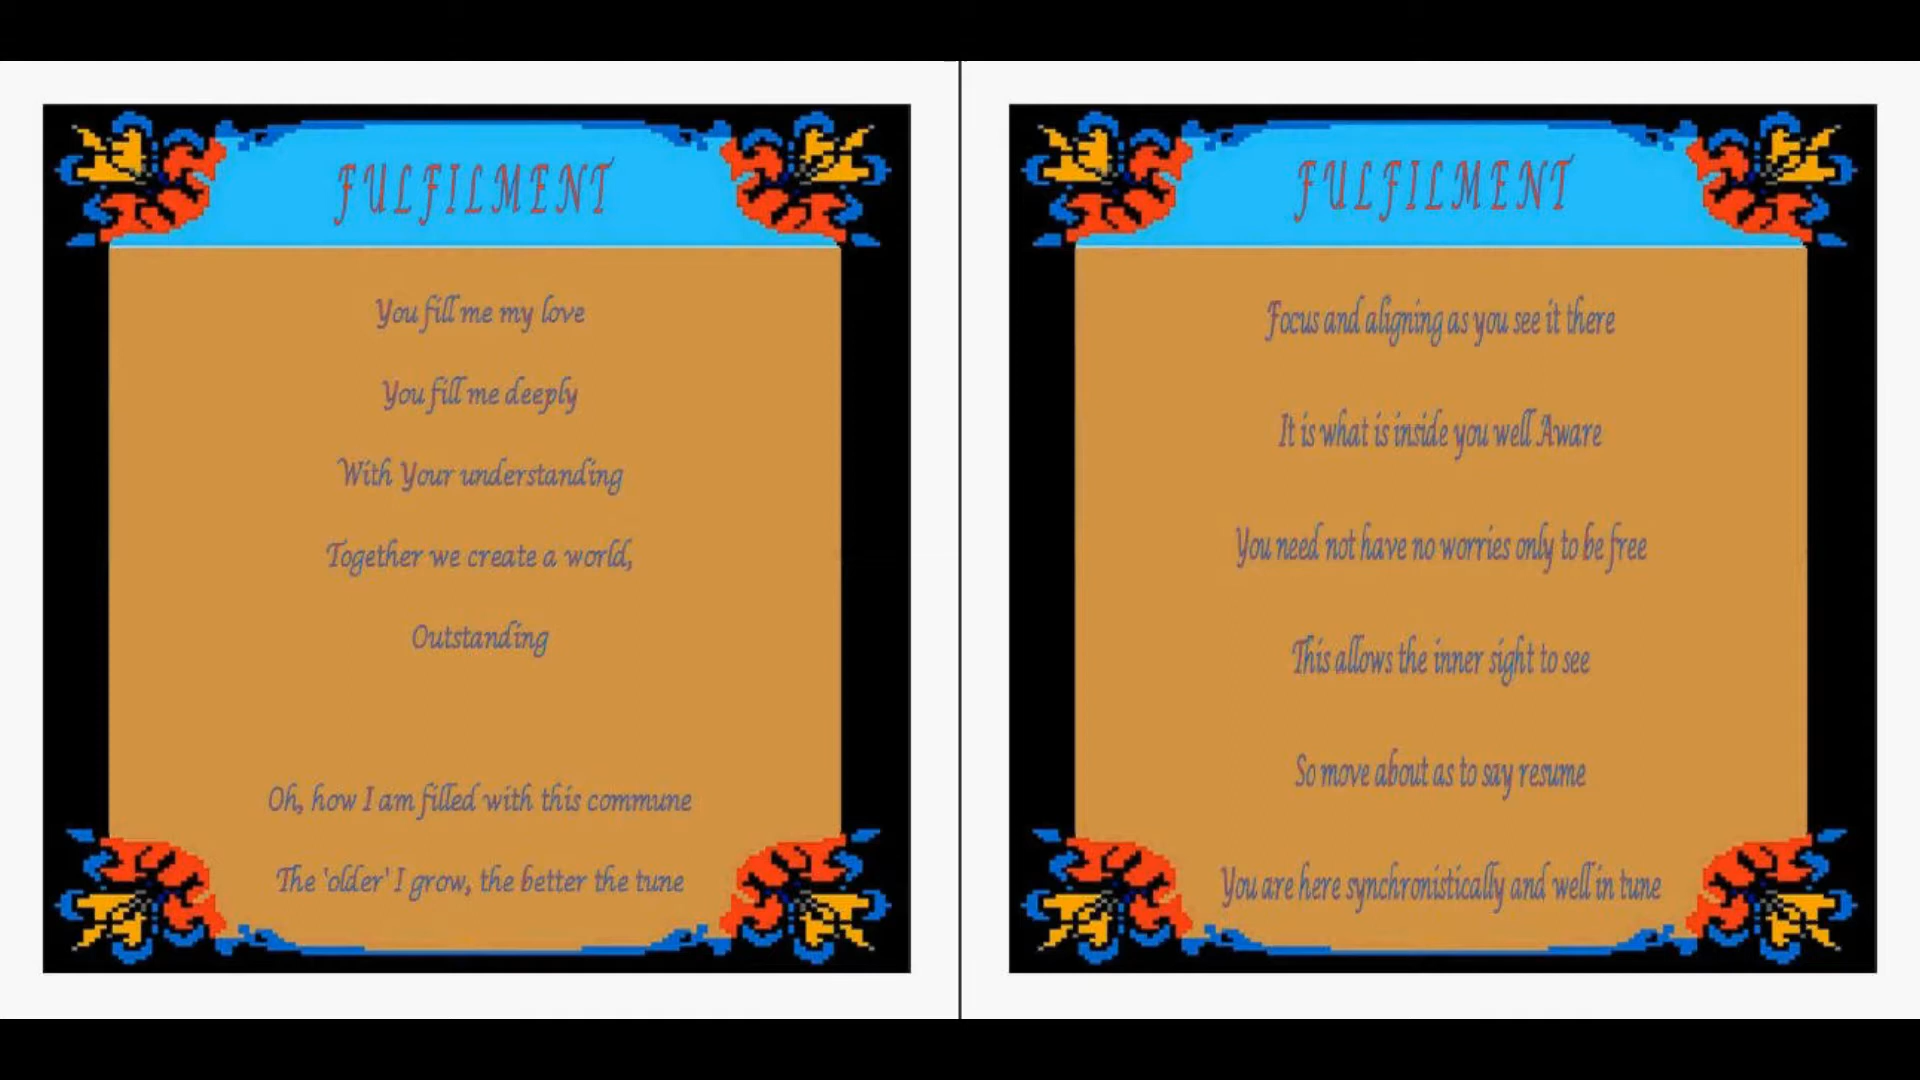 FULFILMENT
You fill me my love
You fill me deeply
With Your understanding
Together we create a world,
Outstanding
Oh, how I am filled with this commune
The 'older' I grow, the better the tune
FULFILMENT
Focus and aligning as you see it there
It is what is inside you well Aware
You need not have no worries only to be free
This allows the inner sight to see
So move about as to say resume
You are here synchronistically and well in tune